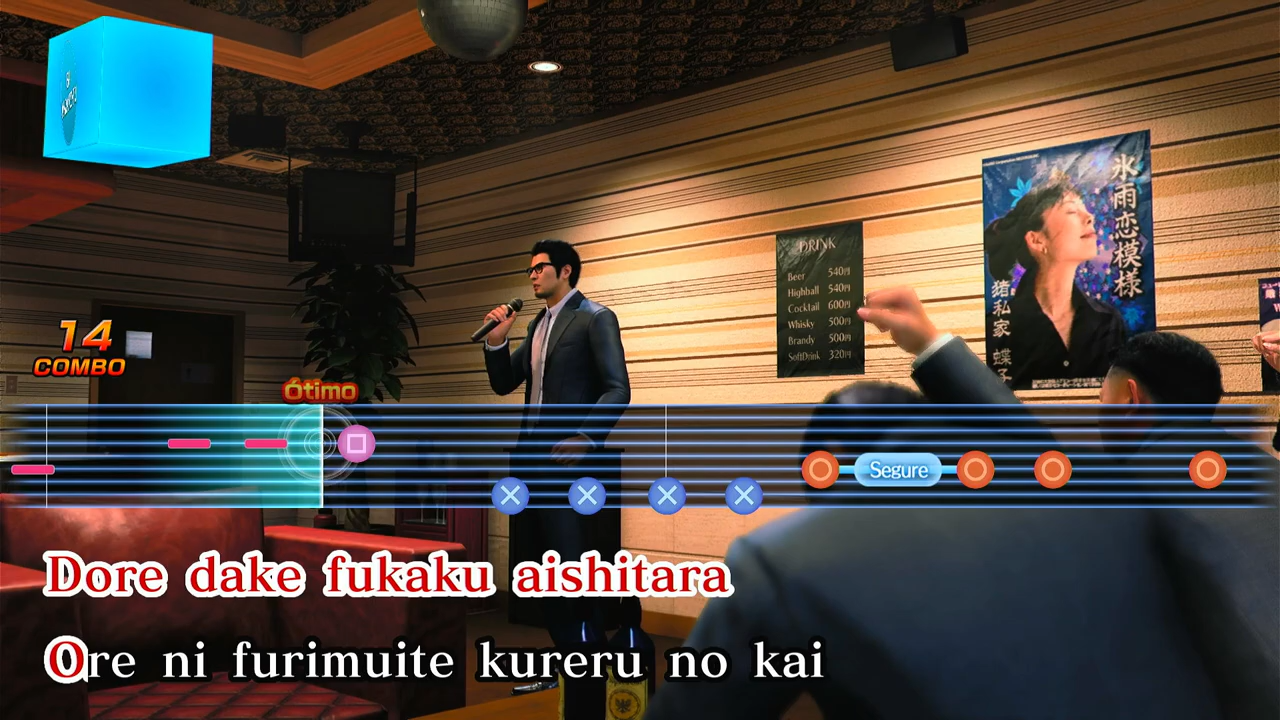 14
COMBO
Ótimo
Segure
DRINK
Beer 540円
Highball 540円
Cocktail 600円
Whisky 500円
Brandy 500円
SoftDrink 320円
氷雨恋模様
猪私家 蝶子
Dore dake fukaku aishitara
Ore ni furimuite kureru no kai